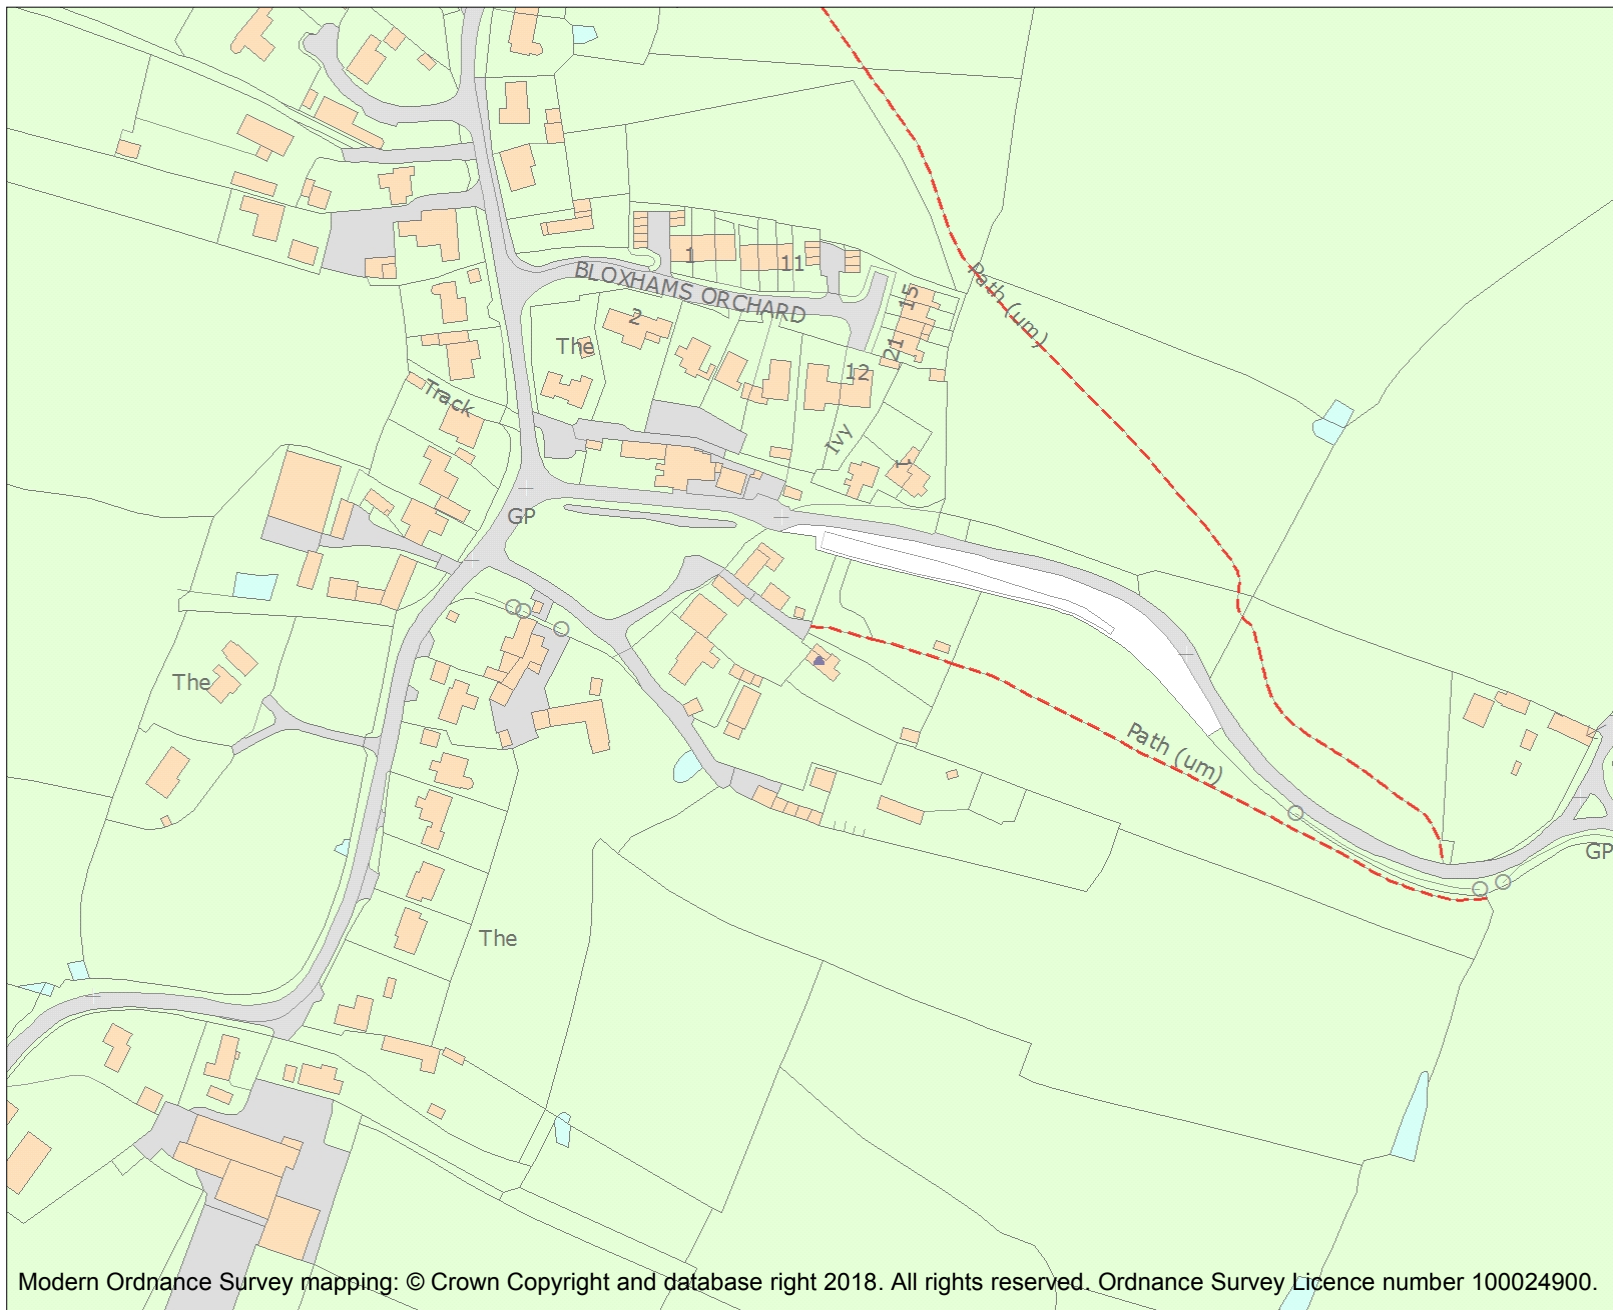 Path (um)
BLOXHAMS ORCHARD
1
11
15
2
The
21
12
Track
Ivy
1
GP
The
Path (um)
GP
The
Modern Ordnance Survey mapping: © Crown Copyright and database right 2018. All rights reserved. Ordnance Survey Licence number 100024900.